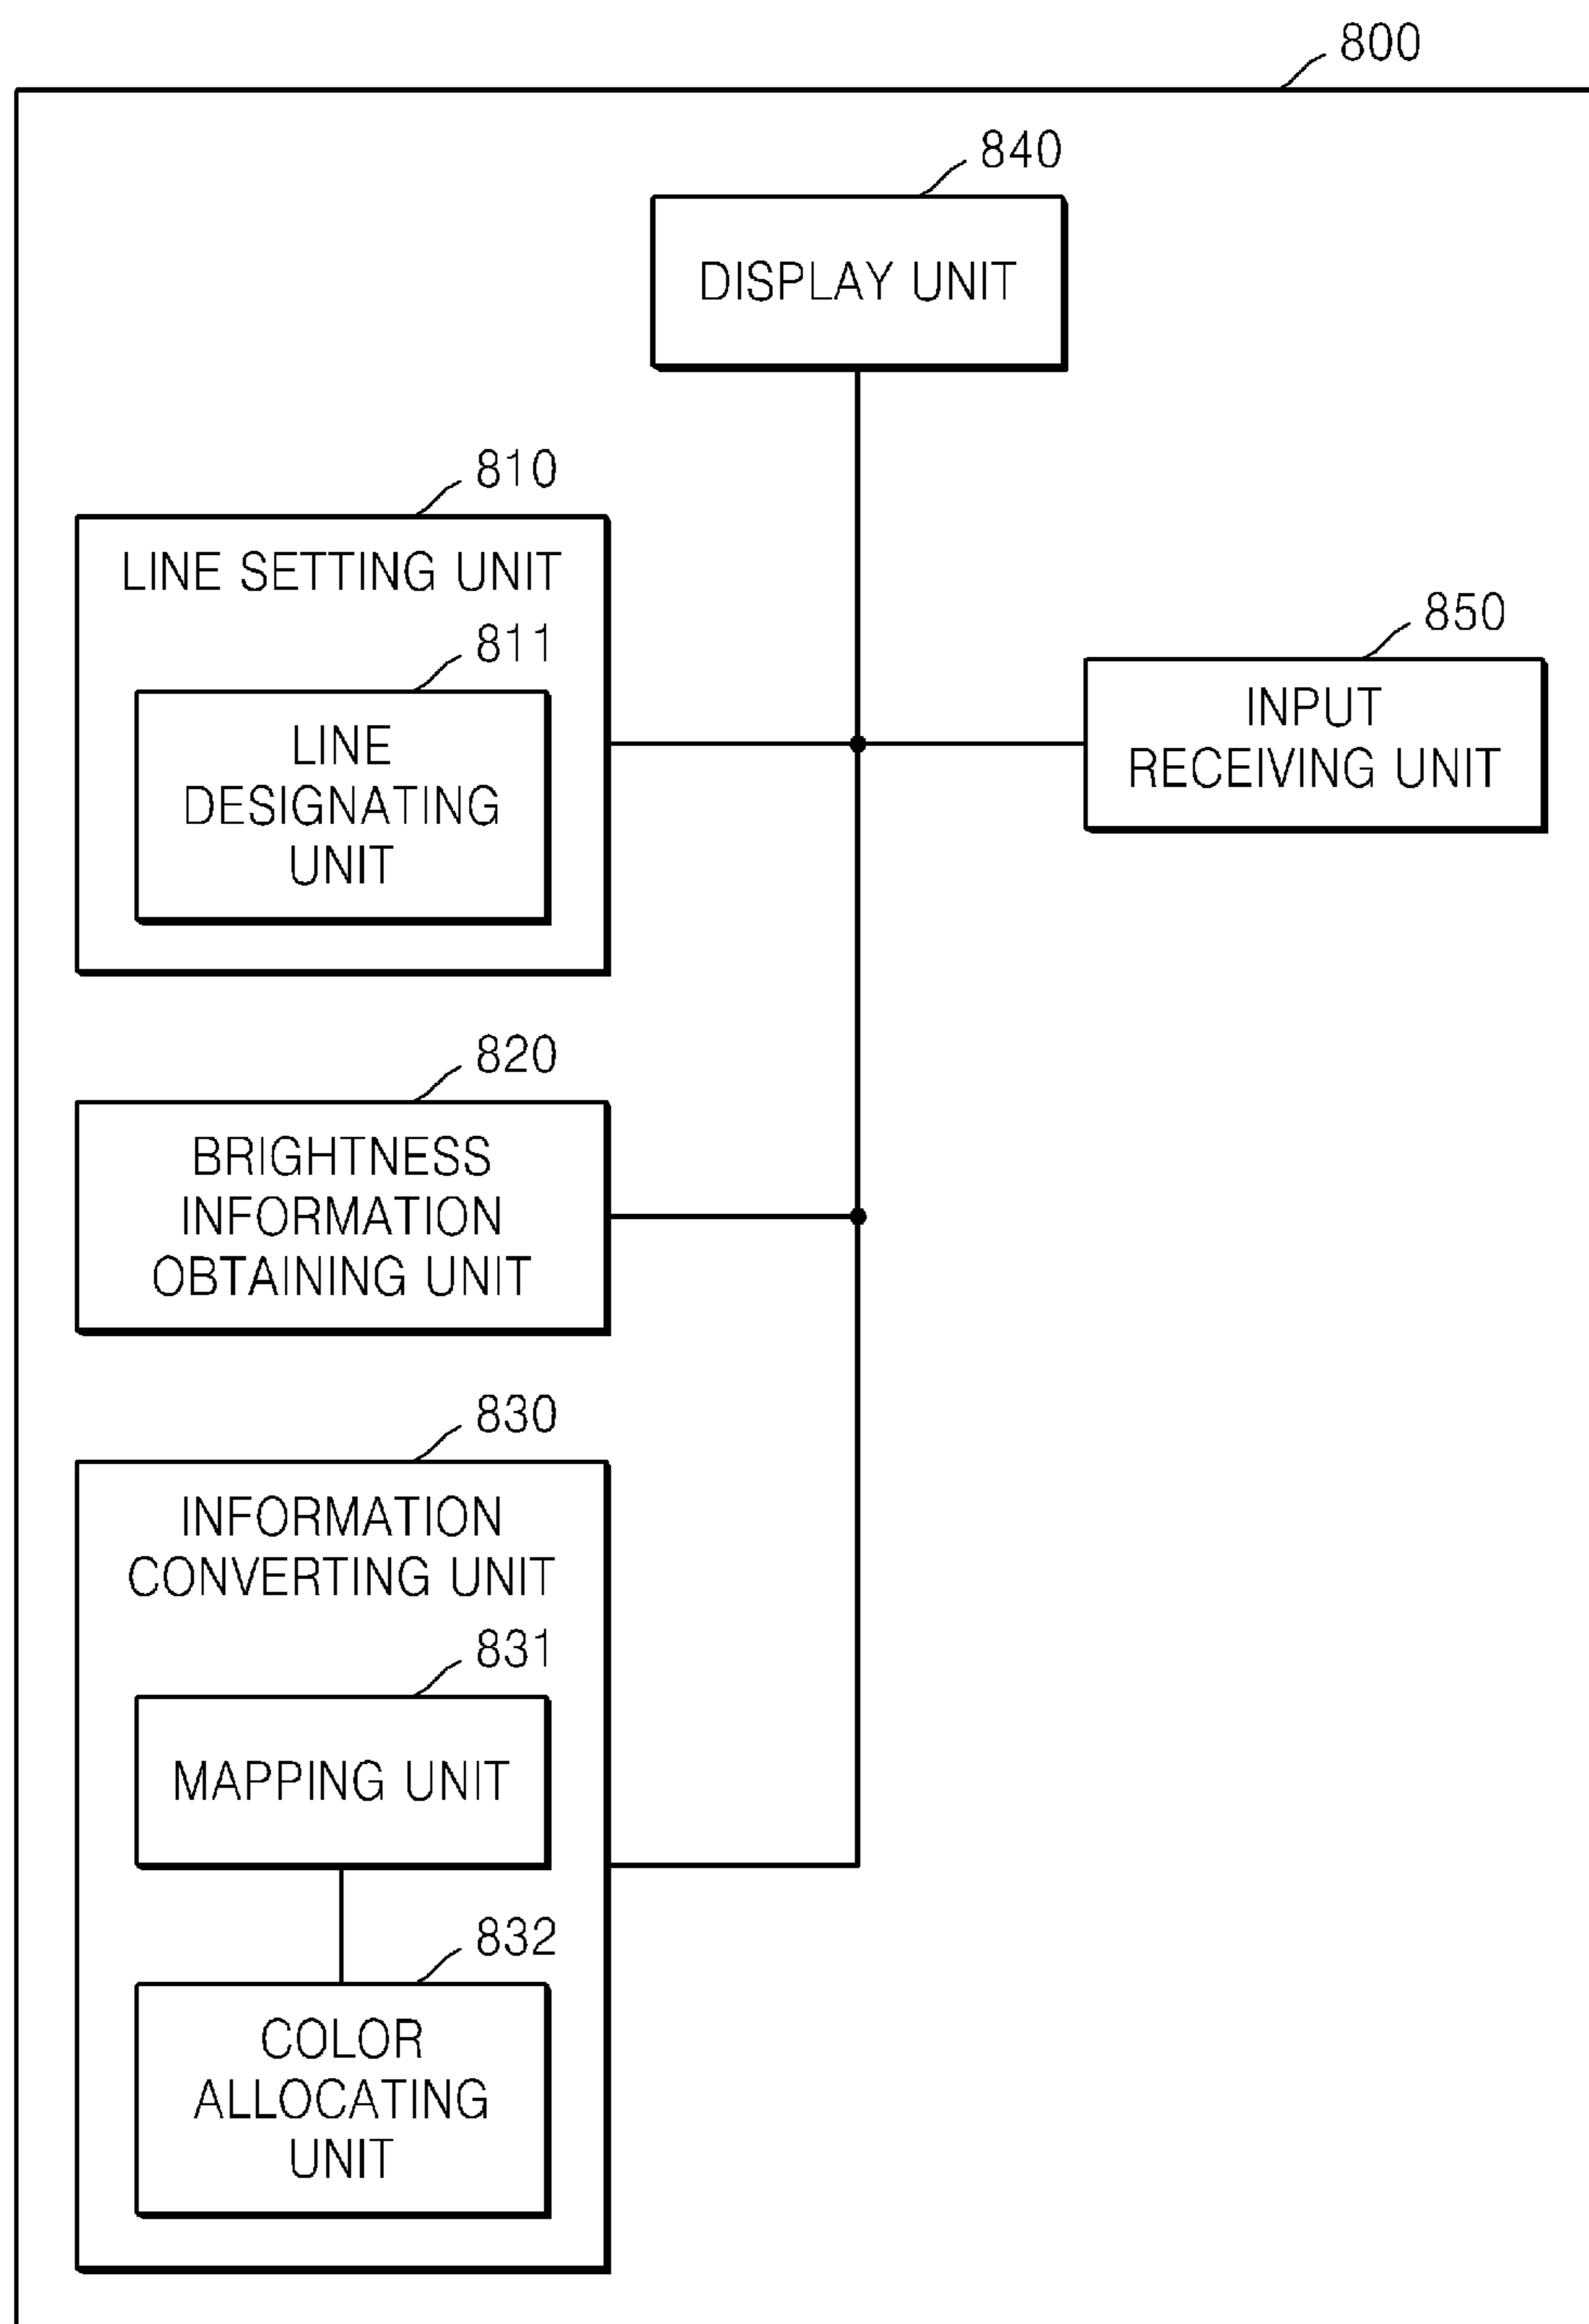 800
840
DISPLAY UNIT
810
LINE SETTING UNIT
811
LINE
DESIGNATING
UNIT
850
INPUT
RECEIVING UNIT
820
BRIGHTNESS
INFORMATION
OBTAINING UNIT
830
INFORMATION
CONVERTING UNIT
831
MAPPING UNIT
832
COLOR
ALLOCATING
UNIT